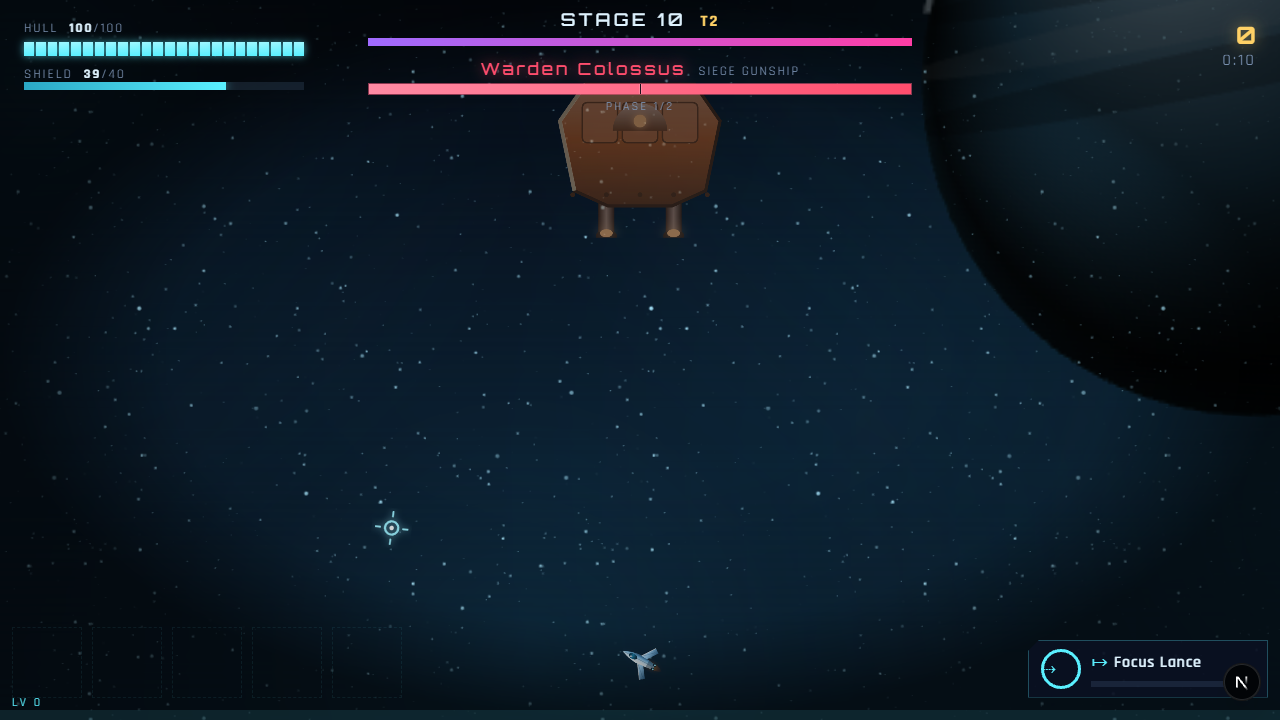 HULL 100/100
SHIELD 39/40
STAGE 10 T2
Warden Colossus SIEGE GUNSHIP
PHASE 1/2
0
0:10
LV 0
↦ Focus Lance
N